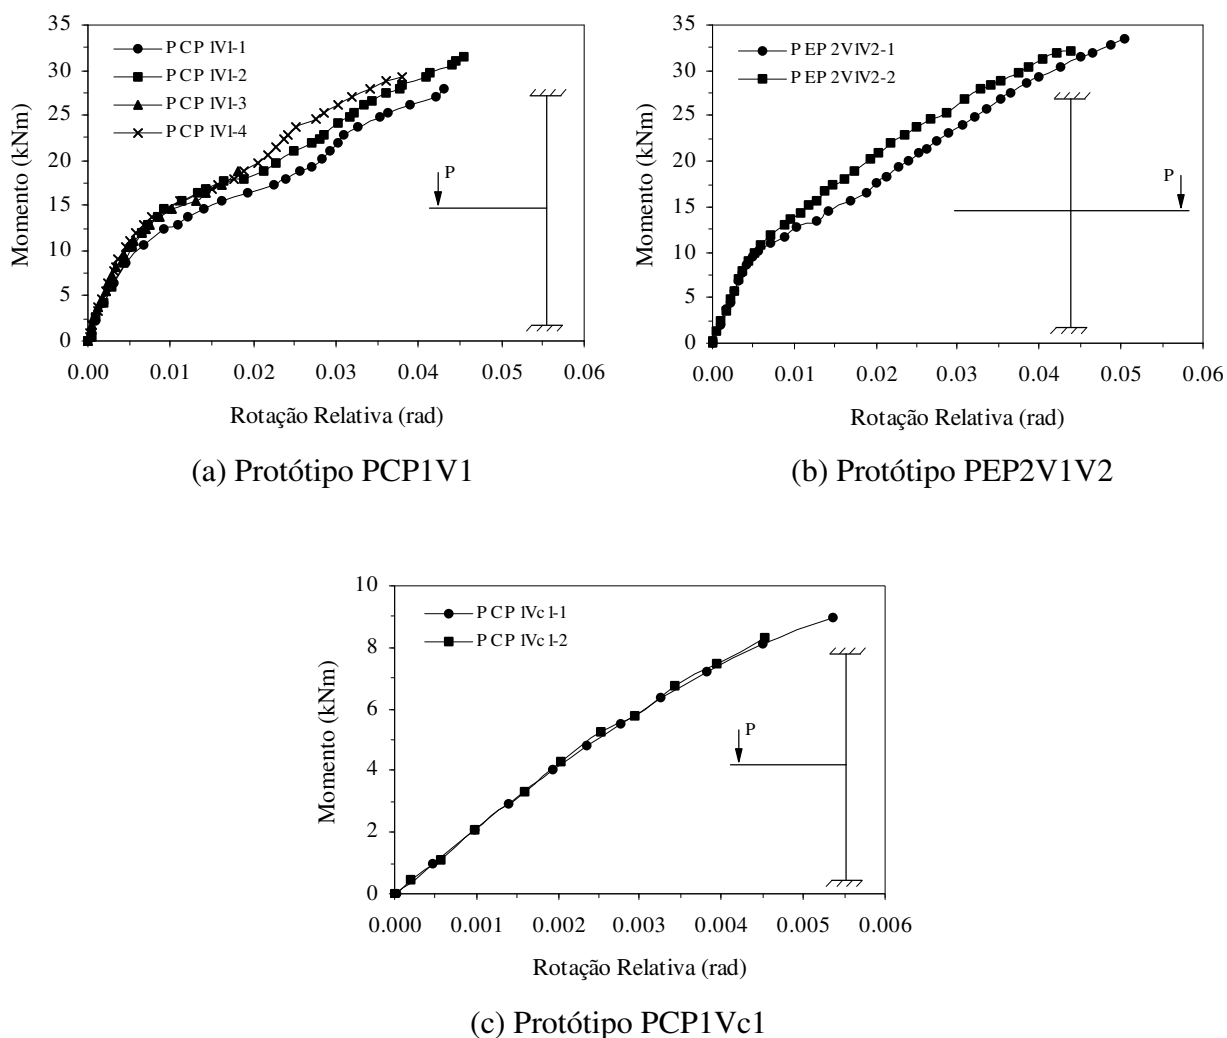 35
30
25
20
15
10
5
0
Momento (kNm)
PCP1V1-1
PCP1V1-2
PCP1V1-3
PCP1V1-4
P
0.00 0.01 0.02 0.03 0.04 0.05 0.06
Rotação Relativa (rad)
(a) Protótipo PCP1V1
35
30
25
20
15
10
5
0
Momento (kNm)
PEP2V1V2-1
PEP2V1V2-2
P
0.00 0.01 0.02 0.03 0.04 0.05 0.06
Rotação Relativa (rad)
(b) Protótipo PEP2V1V2
10
8
6
4
2
0
Momento (kNm)
PCP1Vc1-1
PCP1Vc1-2
P
0.000 0.001 0.002 0.003 0.004 0.005 0.006
Rotação Relativa (rad)
(c) Protótipo PCP1Vc1